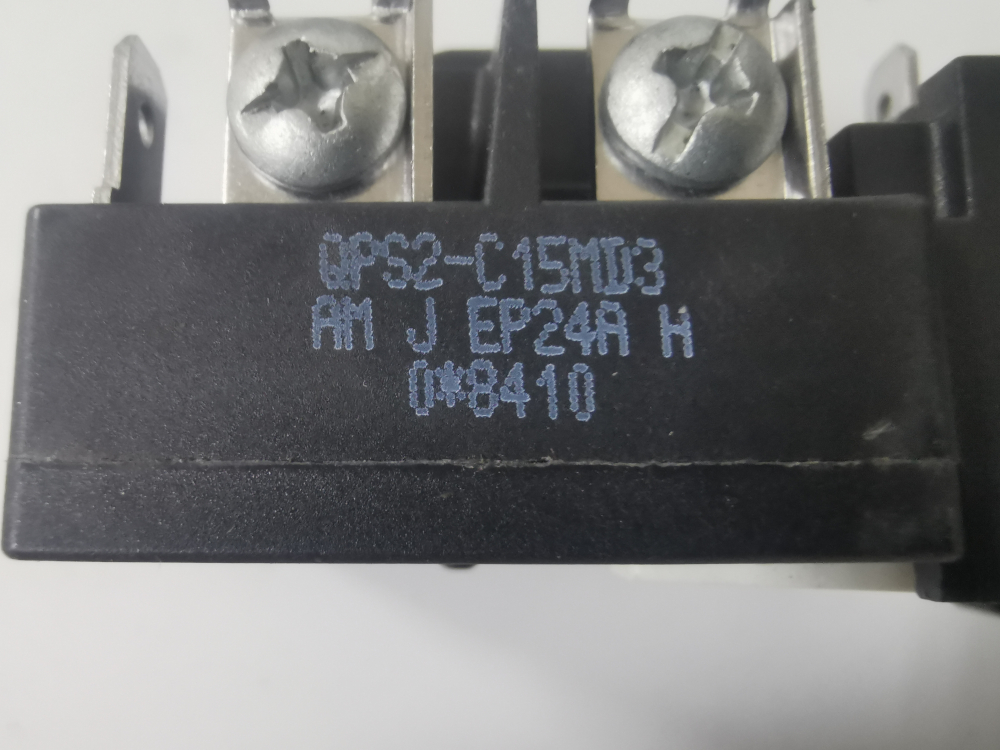 QPS2-C15MD3
AM J EP24A H
0*8410